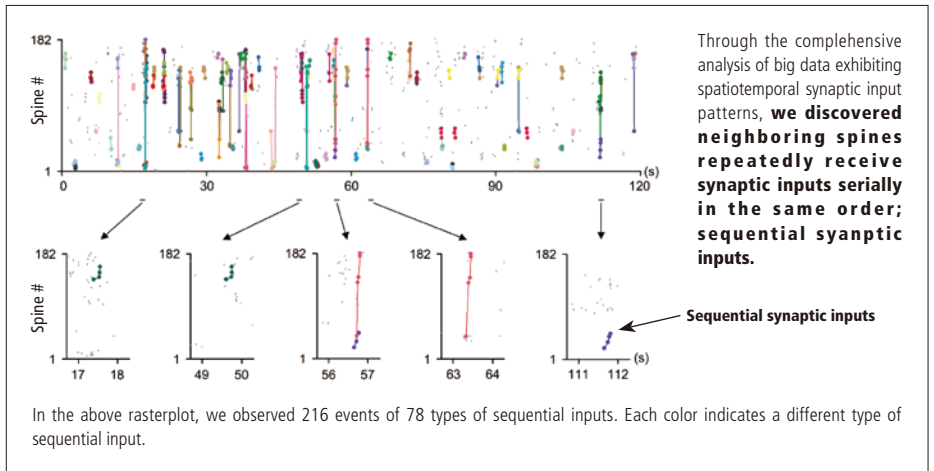 182
Spine #
1
0
30
60
90
120
(s)
Through the complehensive
analysis of big data exhibiting
spatiotemporal synaptic input
patterns, we discovered
neighboring spines
repeatedly receive
synaptic inputs serially
in the same order;
sequential syanptic
inputs.
182
Spine #
1
17 18
182
1
49 50
182
1
56 57
182
1
63 64
182
1
111 112
(s)
Sequential synaptic inputs
In the above rasterplot, we observed 216 events of 78 types of sequential inputs. Each color indicates a different type of
sequential input.